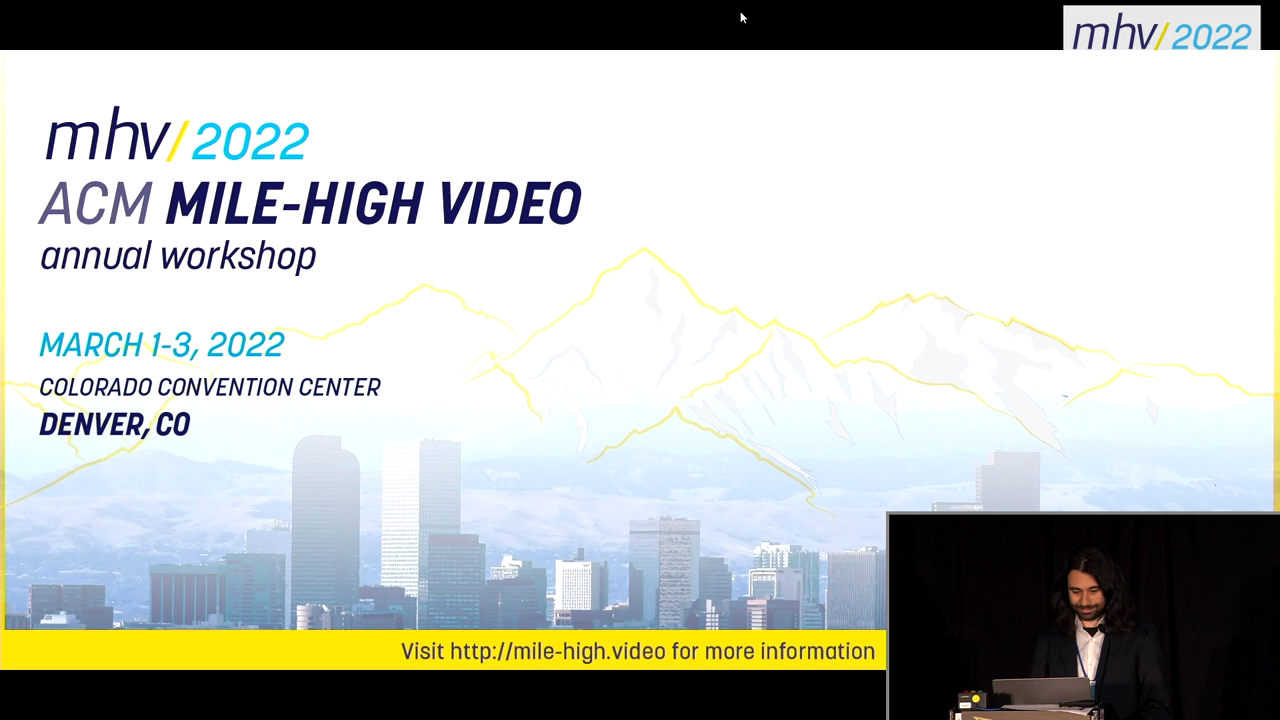 mhv/2022
mhv/2022
ACM MILE-HIGH VIDEO
annual workshop
MARCH 1-3, 2022
COLORADO CONVENTION CENTER
DENVER, CO
Visit http://mile-high.video for more information